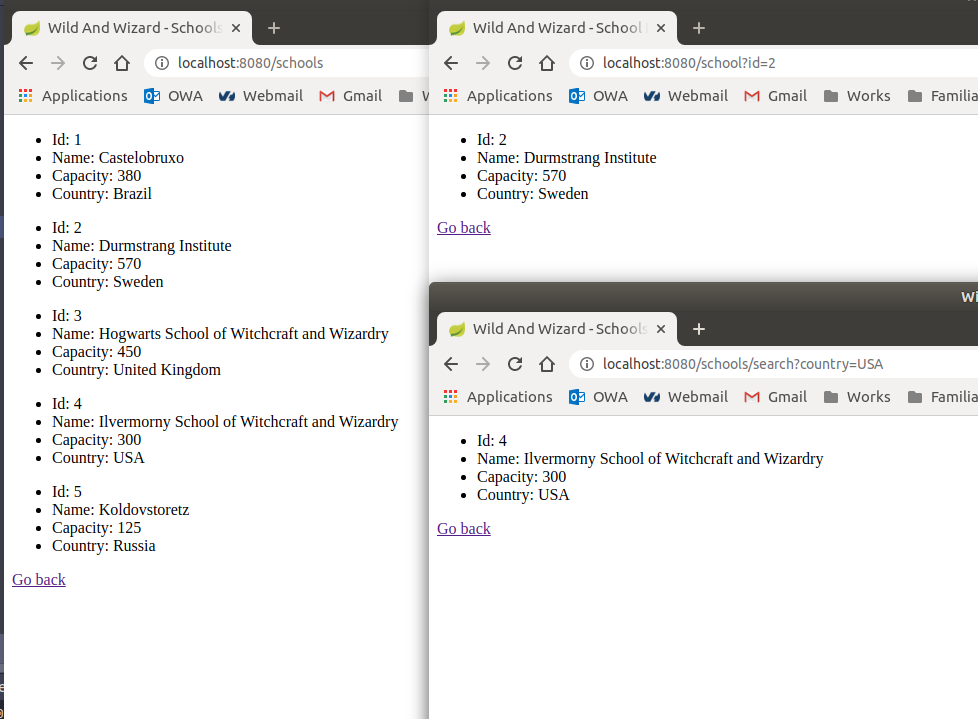 Wild And Wizard - Schools
localhost:8080/schools
Applications OWA Webmail Gmail
Id: 1
Name: Castelobruxo
Capacity: 380
Country: Brazil
Id: 2
Name: Durmstrang Institute
Capacity: 570
Country: Sweden
Id: 3
Name: Hogwarts School of Witchcraft and Wizardry
Capacity: 450
Country: United Kingdom
Id: 4
Name: Ilvermorny School of Witchcraft and Wizardry
Capacity: 300
Country: USA
Id: 5
Name: Koldovstoretz
Capacity: 125
Country: Russia
Go back
Wild And Wizard - School
localhost:8080/school?id=2
Applications OWA Webmail Gmail Works Familia
Id: 2
Name: Durmstrang Institute
Capacity: 570
Country: Sweden
Go back
Wi
Wild And Wizard - Schools
localhost:8080/schools/search?country=USA
Applications OWA Webmail Gmail Works Familia
Id: 4
Name: Ilvermorny School of Witchcraft and Wizardry
Capacity: 300
Country: USA
Go back